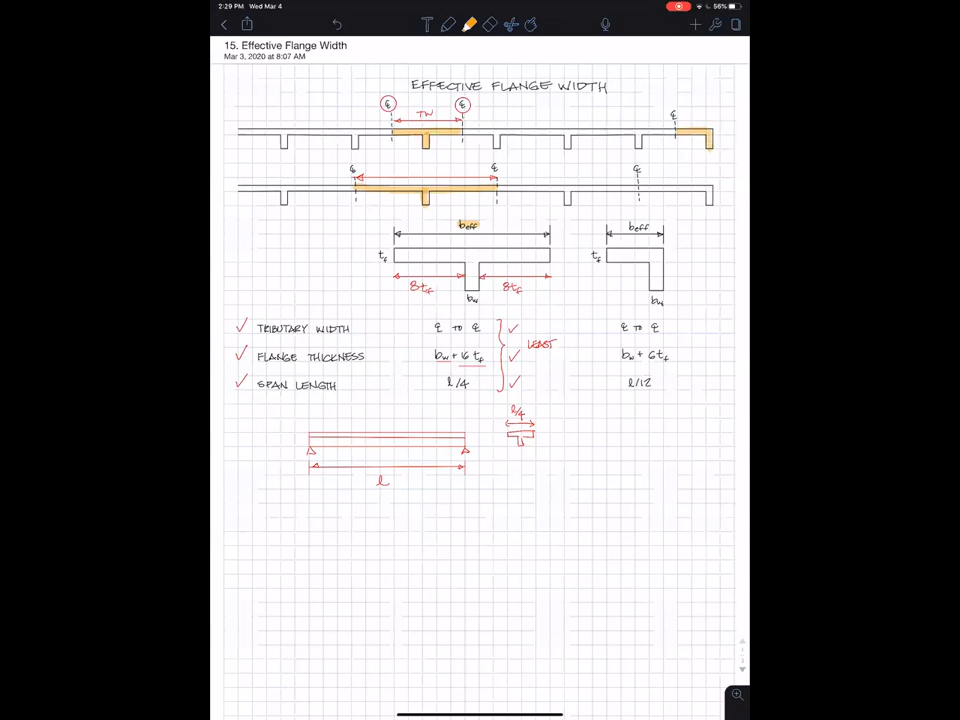 2:29 PM Wed Mar 4
56%
15. Effective Flange Width
Mar 3, 2020 at 8:07 AM
EFFECTIVE FLANGE WIDTH
℄ ℄
TW
℄
℄ ℄ ℄
beff beff
tf tf
8tf 8tf
bw bw
✓ TRIBUTARY WIDTH ℄ TO ℄ ✓ ℄ TO ℄
LEAST
✓ FLANGE THICKNESS bw + 16 tf ✓ bw + 6tf
✓ SPAN LENGTH l/4 ✓ l/12
l/4
l